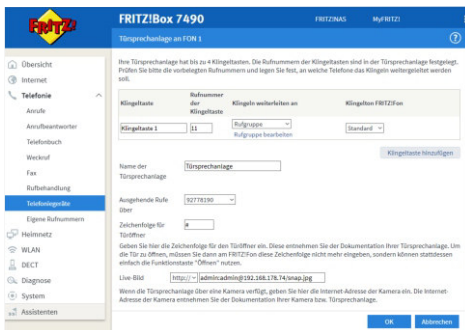 FRITZ!
FRITZ!Box 7490
FRITZ!NAS
MyFRITZ!
Türsprechanlage an FON 1
?
Übersicht
Internet
Telefonie
Anrufe
Anrufbeantworter
Telefonbuch
Weckruf
Fax
Rufbehandlung
Telefoniegeräte
Eigene Rufnummern
Heimnetz
WLAN
DECT
Diagnose
System
Assistenten
Ihre Türsprechanlage hat bis zu 4 Klingeltasten. Die Rufnummern der Klingeltasten sind in der Türsprechanlage festgelegt.
Prüfen Sie bitte die vorbelegten Rufnummern und legen Sie fest, an welche Telefone das Klingeln weitergeleitet werden
soll.
Klingeltaste
Rufnummer
der
Klingeltaste
Klingeln weiterleiten an
Klingelton FRITZ!Fon
Klingeltaste 1
11
Rufgruppe
Rufgruppe bearbeiten
Standard
Klingeltaste hinzufügen
Name der
Türsprechanlage
Türsprechanlage
Ausgehende Rufe
über
92778190
Zeichenfolge für
Türöffner
#
Geben Sie hier die Zeichenfolge für den Türöffner ein. Diese entnehmen Sie der Dokumentation Ihrer Türsprechanlage. Um
die Tür zu öffnen, müssen Sie dann am FRITZ!Fon diese Zeichenfolge nicht mehr eingeben, sondern können stattdessen
einfach die Funktionstaste "Öffnen" nutzen.
Live-Bild
http://
admin:admin@192.168.178.74/snap.jpg
Wenn die Türsprechanlage über eine Kamera verfügt, geben Sie hier die Internet-Adresse der Kamera ein. Die Internet-
Adresse der Kamera entnehmen Sie der Dokumentation Ihrer Kamera bzw. Türsprechanlage.
OK
Abbrechen